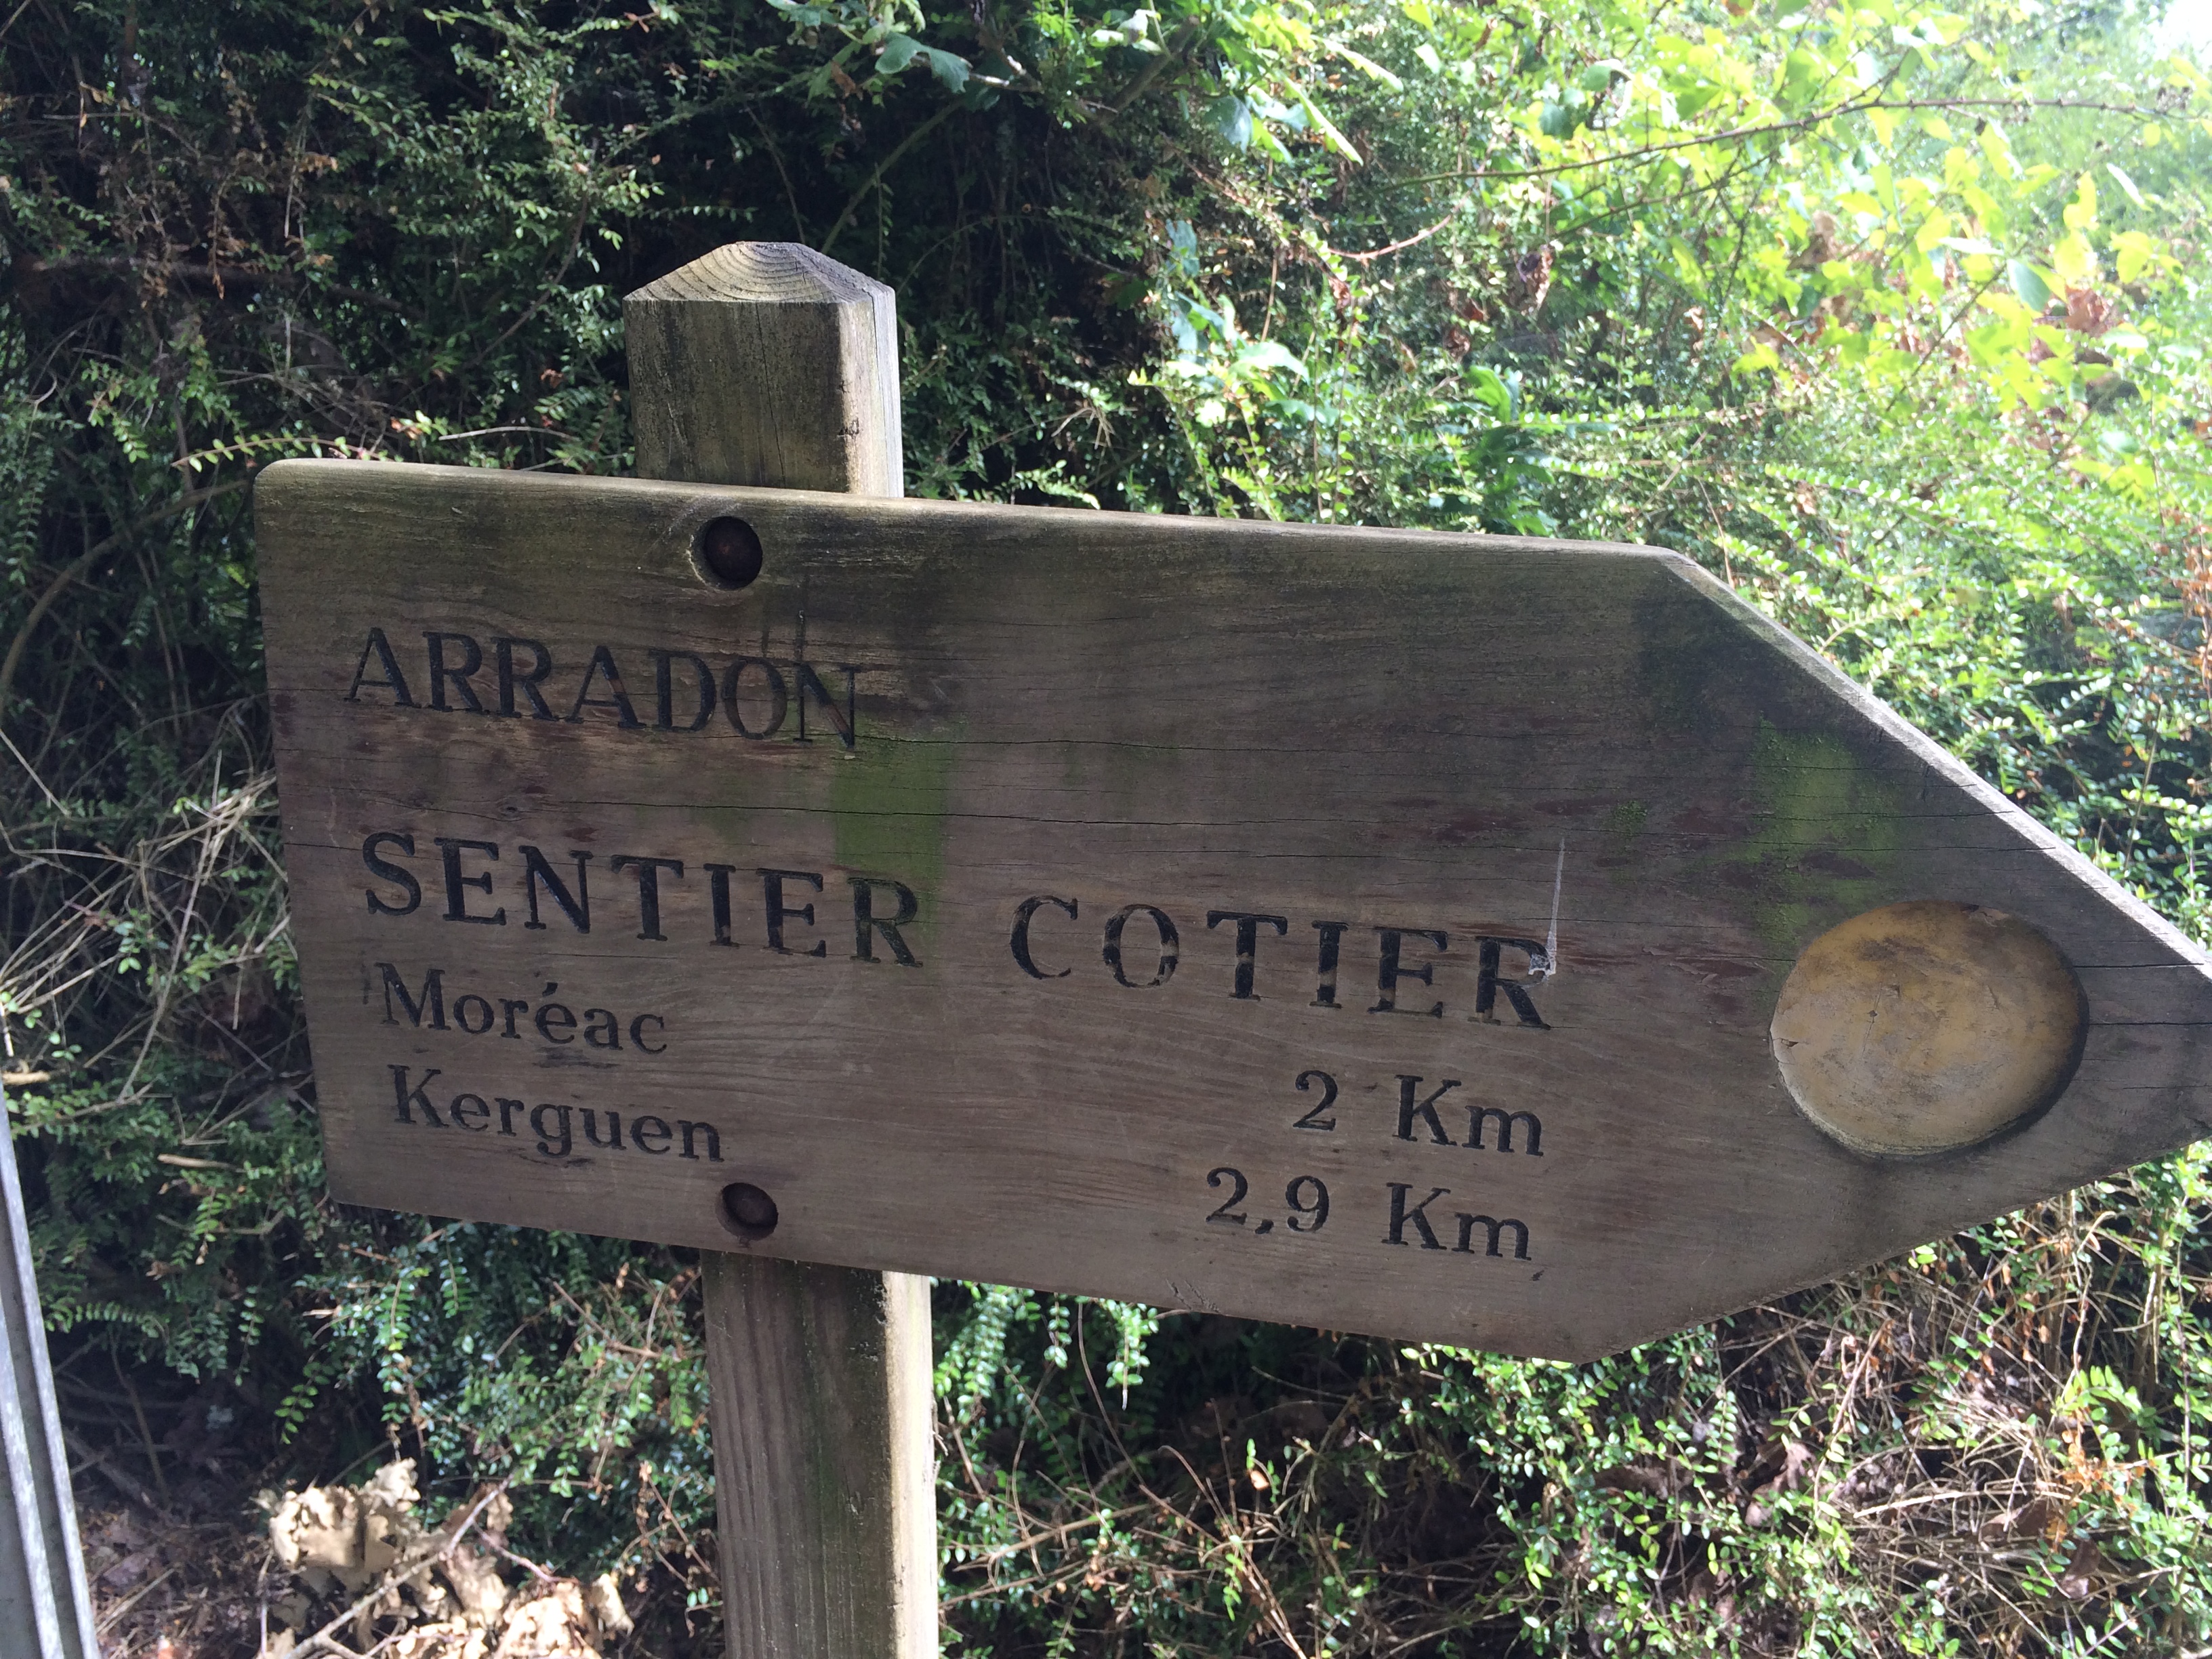 ARRADON
SENTIER COTIER
Moréac 2 Km
Kerguen 2,9 Km